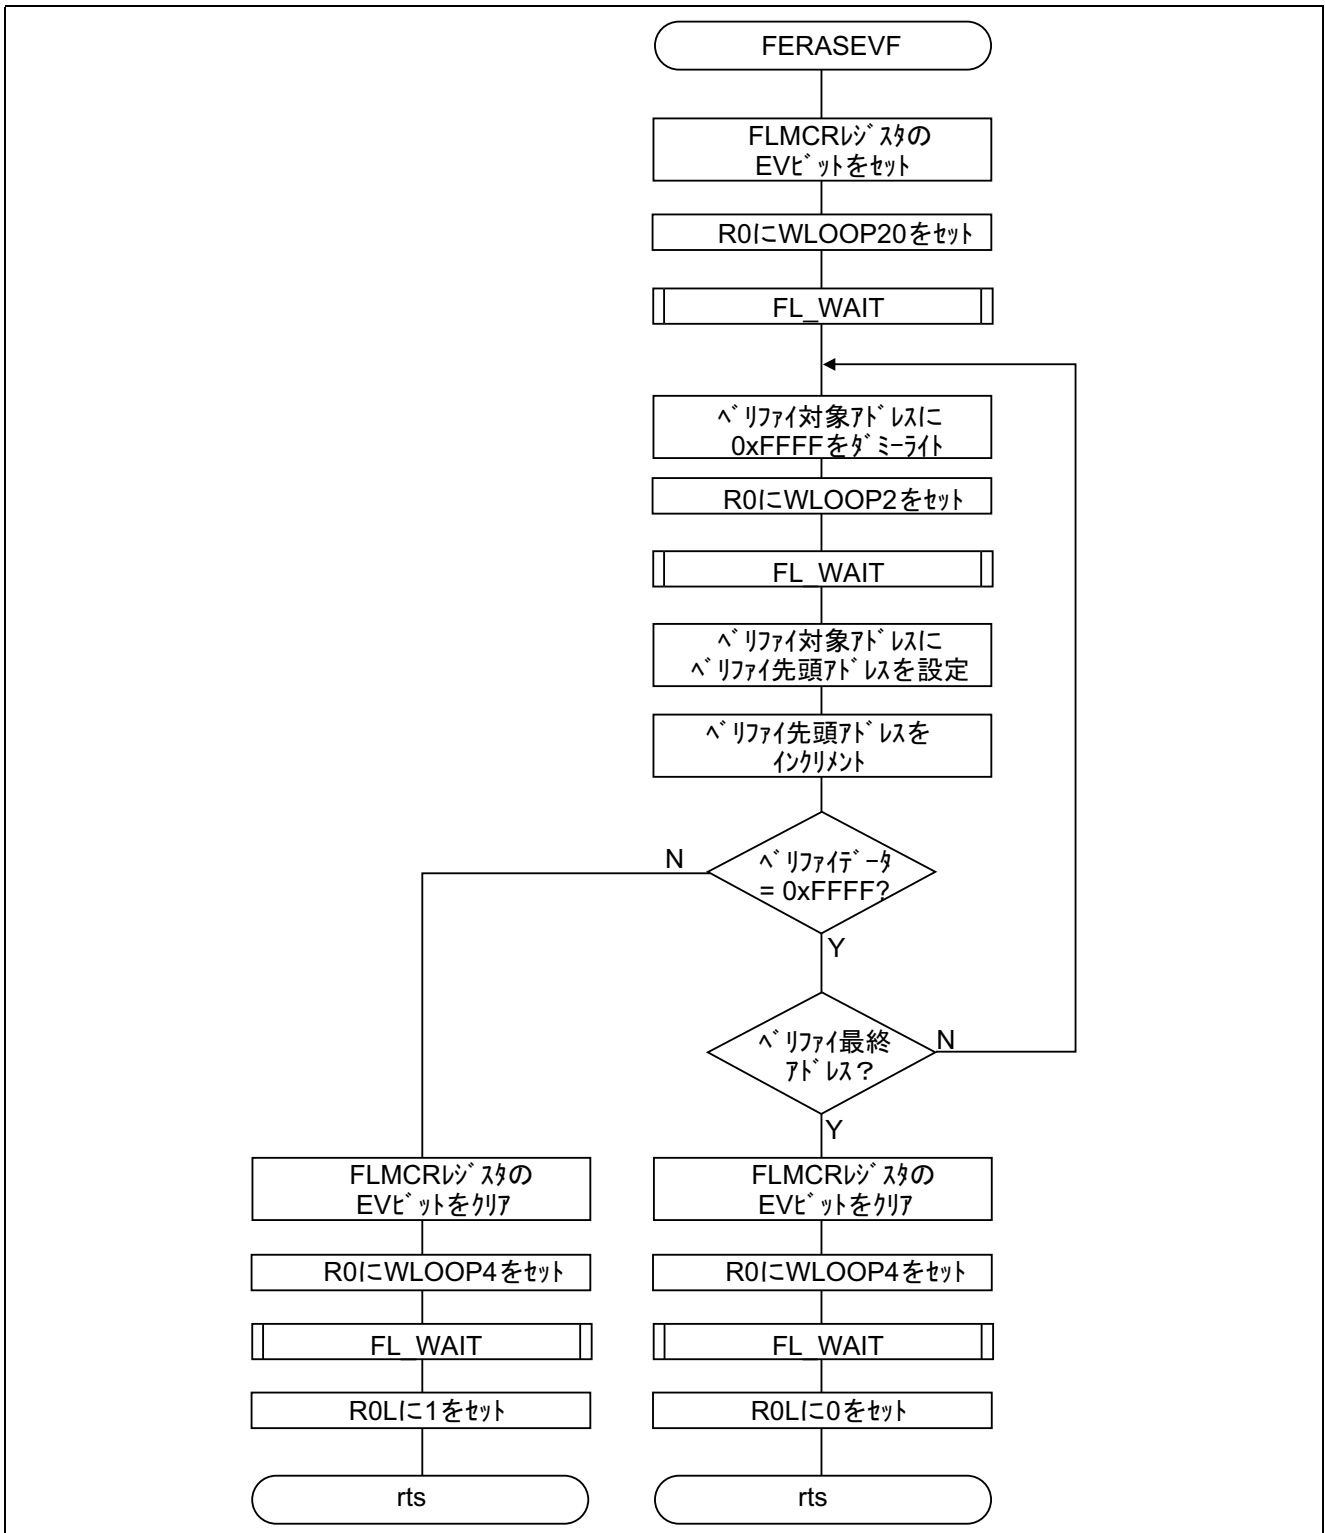 FERASEVF
FLMCRﾚｼﾞｽﾀの
EVﾋﾞｯﾄをｾｯﾄ
R0にWLOOP20をｾｯﾄ
FL_WAIT
ﾍﾞﾘﾌｧｲ対象ｱﾄﾞﾚｽに
0xFFFFをﾀﾞﾐｰﾗｲﾄ
R0にWLOOP2をｾｯﾄ
FL_WAIT
ﾍﾞﾘﾌｧｲ対象ｱﾄﾞﾚｽに
ﾍﾞﾘﾌｧｲ先頭ｱﾄﾞﾚｽを設定
ﾍﾞﾘﾌｧｲ先頭ｱﾄﾞﾚｽを
ｲﾝｸﾘﾒﾝﾄ
N
ﾍﾞﾘﾌｧｲﾃﾞｰﾀ
= 0xFFFF?
Y
ﾍﾞﾘﾌｧｲ最終
ｱﾄﾞﾚｽ？
N
Y
FLMCRﾚｼﾞｽﾀの
EVﾋﾞｯﾄをｸﾘｱ
R0にWLOOP4をｾｯﾄ
FL_WAIT
R0Lに1をｾｯﾄ
rts
FLMCRﾚｼﾞｽﾀの
EVﾋﾞｯﾄをｸﾘｱ
R0にWLOOP4をｾｯﾄ
FL_WAIT
R0Lに0をｾｯﾄ
rts